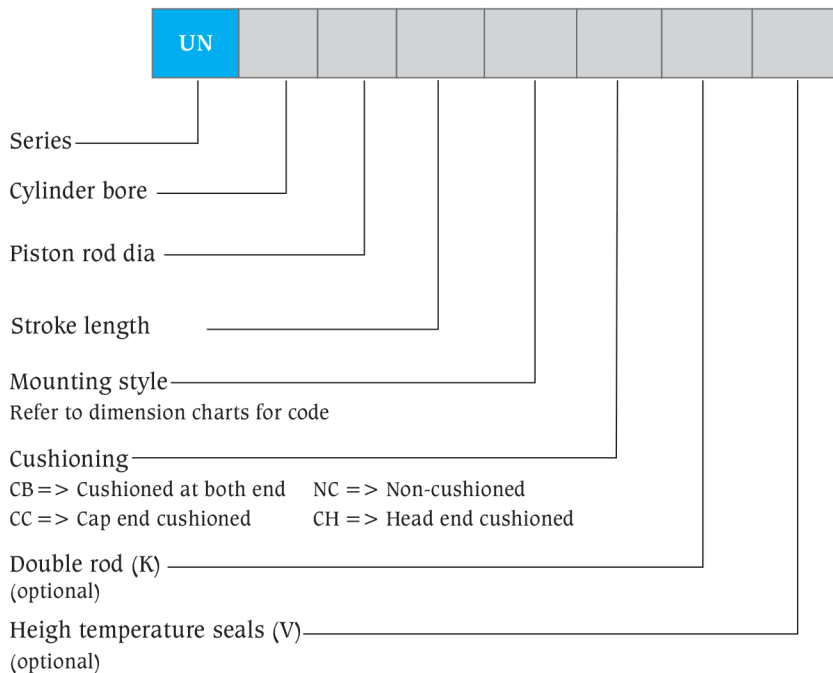 UN
Series
Cylinder bore
Piston rod dia
Stroke length
Mounting style
Refer to dimension charts for code
Cushioning
CB => Cushioned at both end NC => Non-cushioned
CC => Cap end cushioned CH => Head end cushioned
Double rod (K)
(optional)
Heigh temperature seals (V)
(optional)